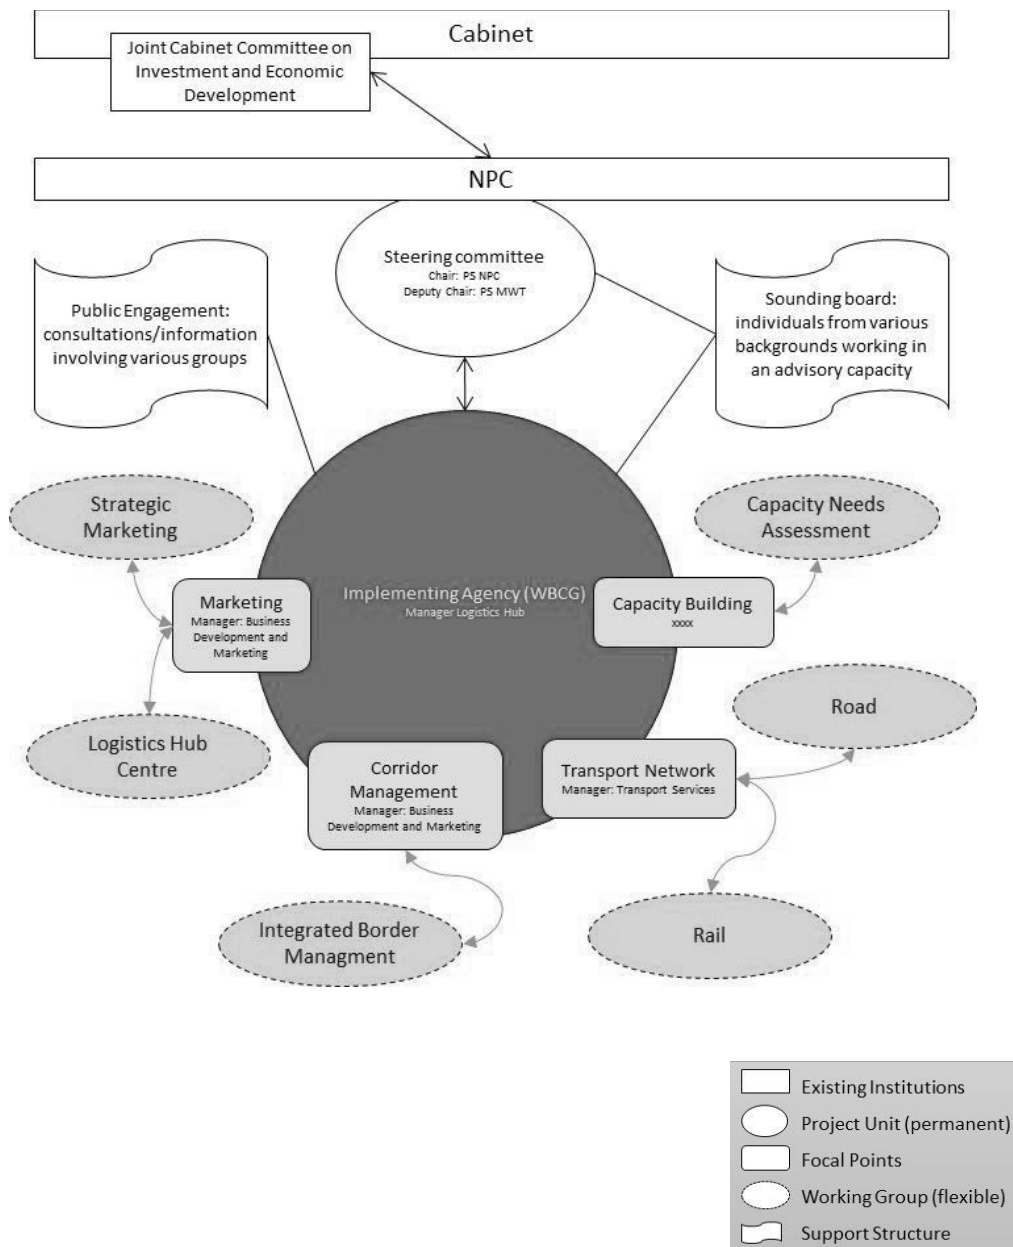 Cabinet
Joint Cabinet Committee on
Investment and Economic
Development
NPC
Steering committee
Chair: PS NPC
Deputy Chair: PS MWT
Public Engagement:
consultations/information
involving various groups
Sounding board:
individuals from various
backgrounds working in
an advisory capacity
Strategic
Marketing
Capacity Needs
Assessment
Implementing Agency (WBCG)
Manager Logistics Hub
Marketing
Manager: Business
Development and
Marketing
Capacity Building
xxxx
Road
Logistics Hub
Centre
Corridor
Management
Manager: Business
Development and Marketing
Transport Network
Manager: Transport Services
Integrated Border
Managment
Rail
Existing Institutions
Project Unit (permanent)
Focal Points
Working Group (flexible)
Support Structure